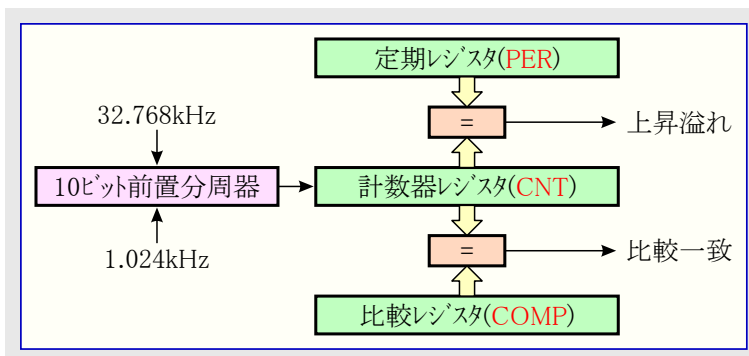 定期ﾚｼﾞｽﾀ(PER)
32.768kHz
=
上昇溢れ
10ﾋﾞｯﾄ前置分周器
計数器ﾚｼﾞｽﾀ(CNT)
1.024kHz
=
比較一致
比較ﾚｼﾞｽﾀ(COMP)